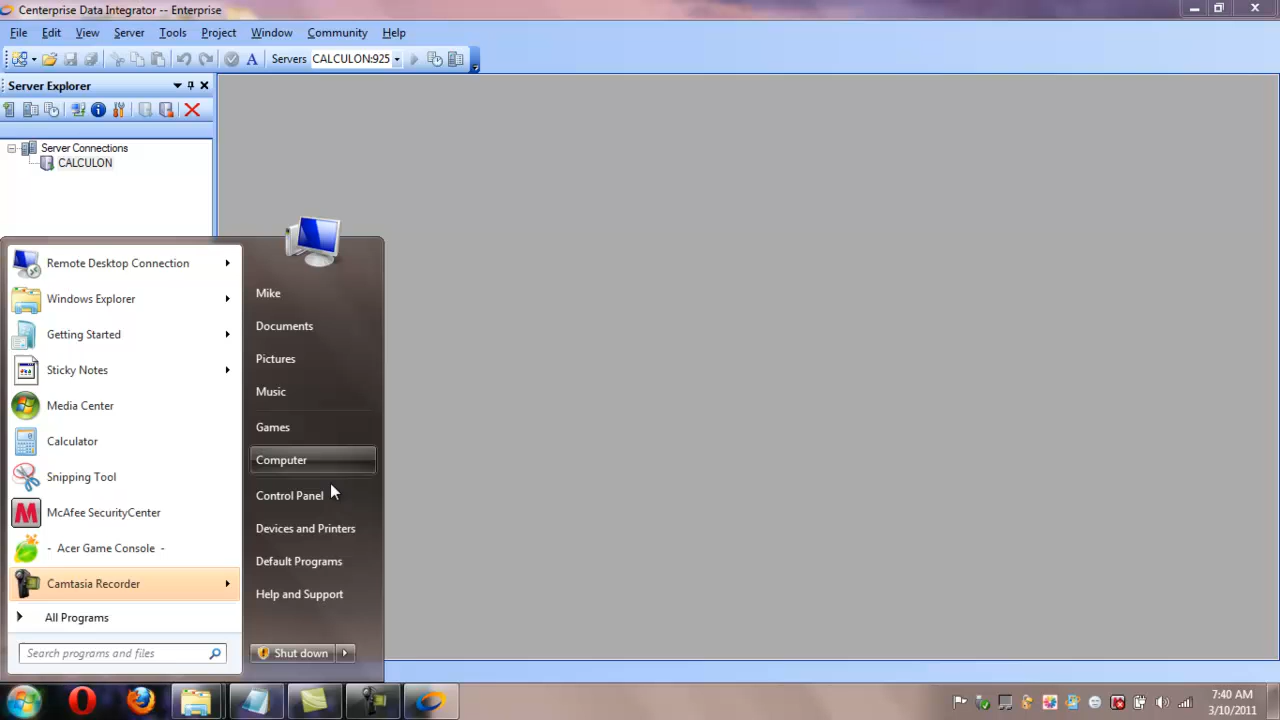 Centerprise Data Integrator -- Enterprise
File Edit View Server Tools Project Window Community Help
A Servers CALCULON:925
Server Explorer
Server Connections
CALCULON
Remote Desktop Connection
Windows Explorer
Getting Started
Sticky Notes
Media Center
Calculator
Snipping Tool
McAfee SecurityCenter
- Acer Game Console -
Camtasia Recorder
All Programs
Search programs and files
Mike
Documents
Pictures
Music
Games
Computer
Control Panel
Devices and Printers
Default Programs
Help and Support
Shut down
7:40 AM
3/10/2011